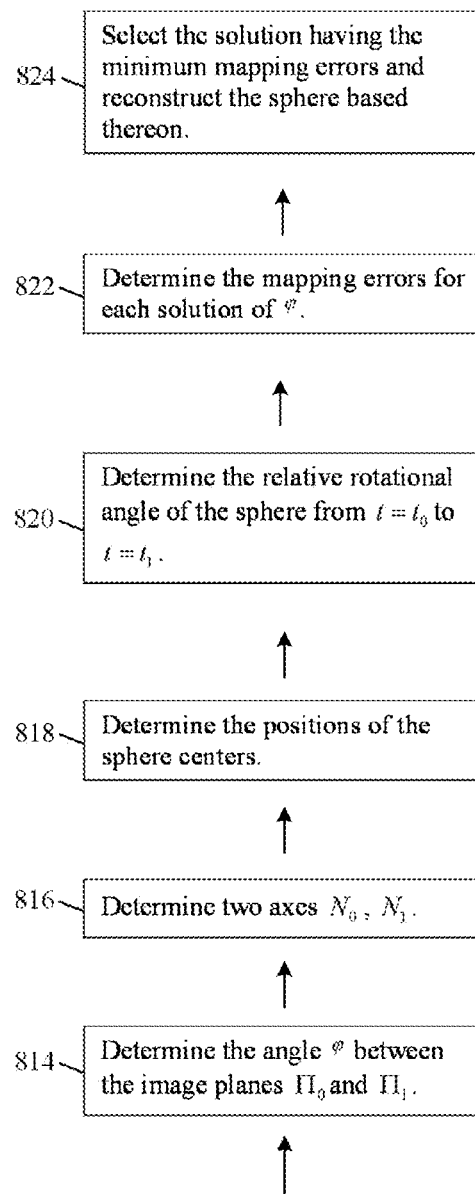 824
Select the solution having the
minimum mapping errors and
reconstruct the sphere based
thereon.
822
Determine the mapping errors for
each solution of φ.
820
Determine the relative rotational
angle of the sphere from t = t₀ to
t = t₁.
818
Determine the positions of the
sphere centers.
816
Determine two axes N₀, N₁.
814
Determine the angle φ between
the image planes Π₀ and Π₁.